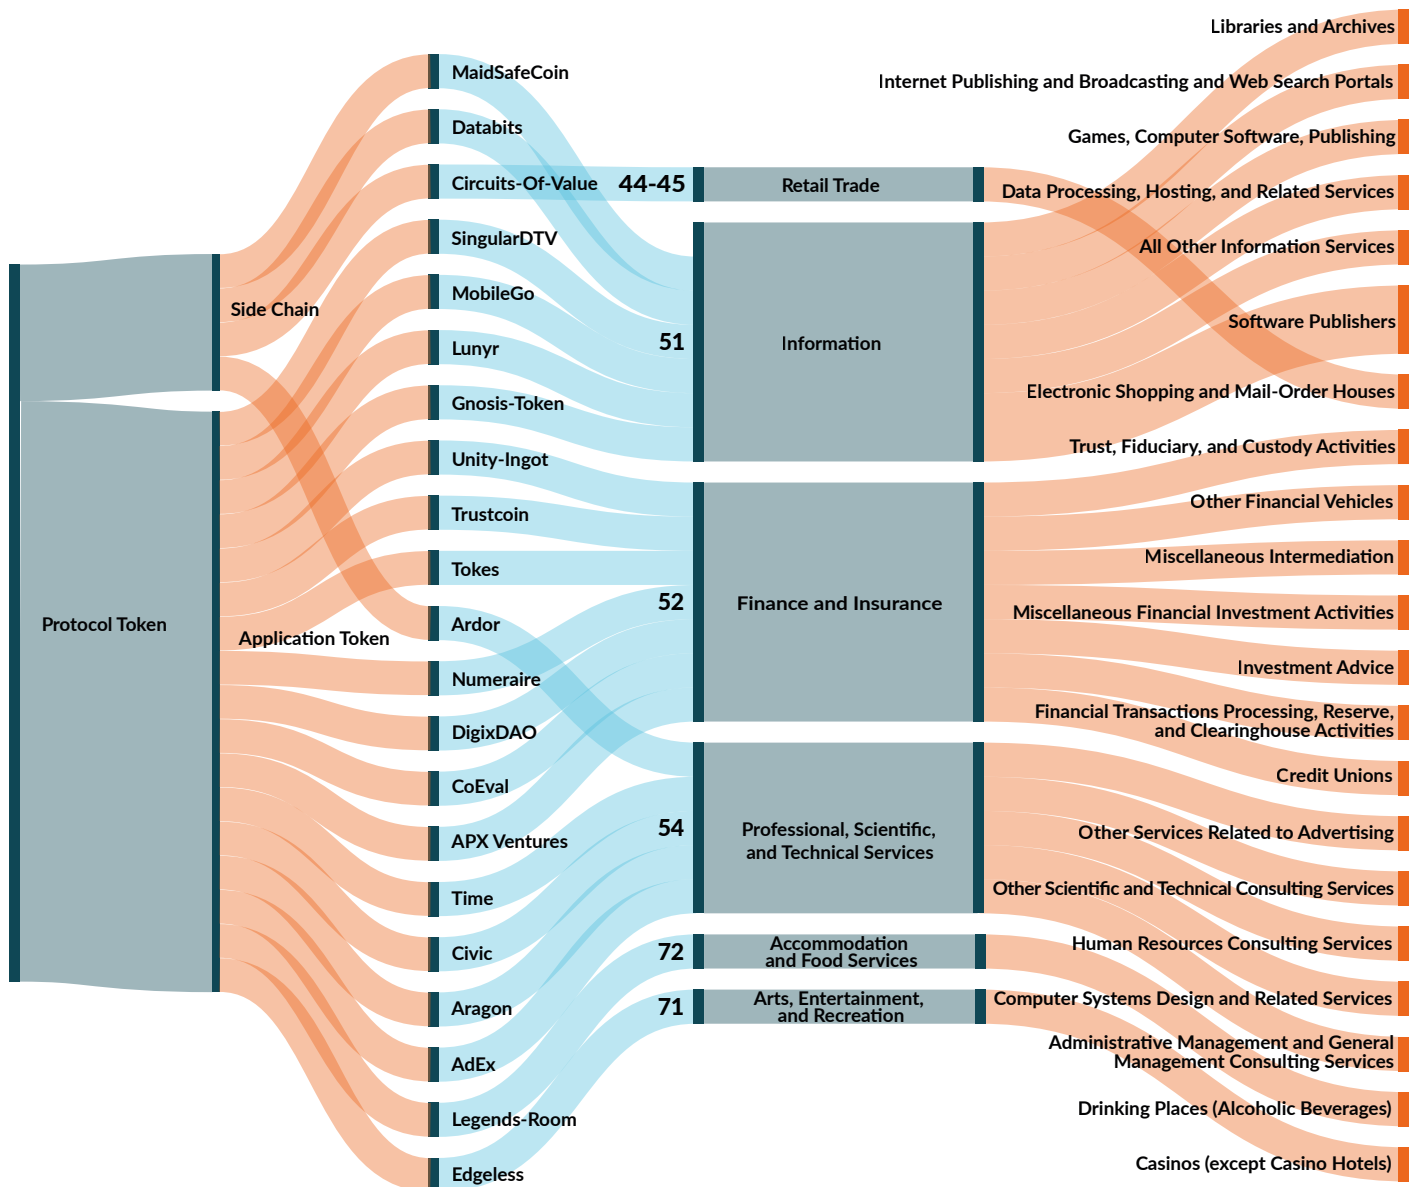 Protocol Token
Side Chain
Application Token
MaidSafeCoin
Databits
Circuits-Of-Value
SingularDTV
MobileGo
Lunyr
Gnosis-Token
Unity-Ingot
Trustcoin
Tokes
Ardor
Numeraire
DigixDAO
CoEval
APX Ventures
Time
Civic
Aragon
AdEx
Legends-Room
Edgeless
44-45
51
52
54
72
71
Retail Trade
Information
Finance and Insurance
Professional, Scientific,
and Technical Services
Accommodation
and Food Services
Arts, Entertainment,
and Recreation
Libraries and Archives
Internet Publishing and Broadcasting and Web Search Portals
Games, Computer Software, Publishing
Data Processing, Hosting, and Related Services
All Other Information Services
Software Publishers
Electronic Shopping and Mail-Order Houses
Trust, Fiduciary, and Custody Activities
Other Financial Vehicles
Miscellaneous Intermediation
Miscellaneous Financial Investment Activities
Investment Advice
Financial Transactions Processing, Reserve,
and Clearinghouse Activities
Credit Unions
Other Services Related to Advertising
Other Scientific and Technical Consulting Services
Human Resources Consulting Services
Computer Systems Design and Related Services
Administrative Management and General
Management Consulting Services
Drinking Places (Alcoholic Beverages)
Casinos (except Casino Hotels)